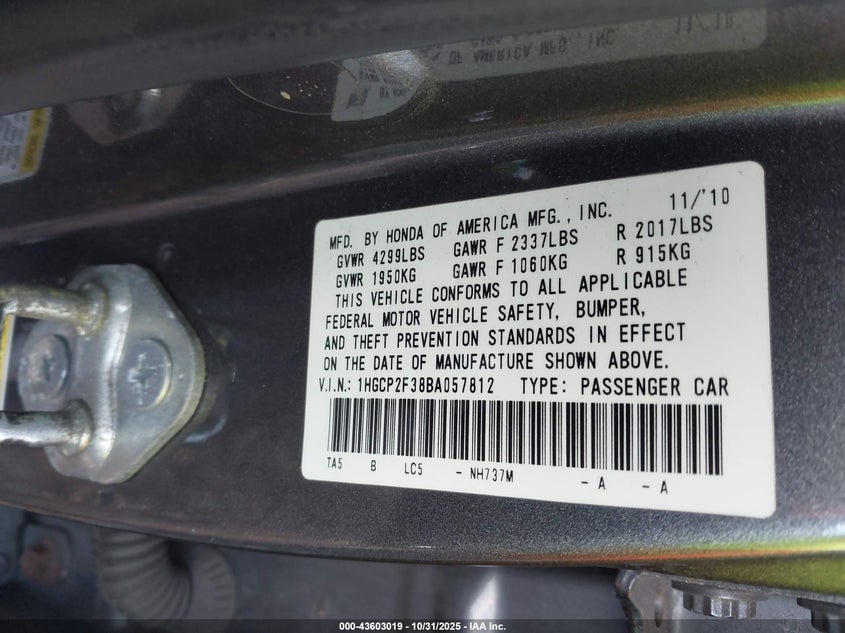 MFD. BY HONDA OF AMERICA MFG., INC. 11/'10
GVWR 4299LBS GAWR F 2337LBS R 2017LBS
GVWR 1950KG GAWR F 1060KG R 915KG
THIS VEHICLE CONFORMS TO ALL APPLICABLE
FEDERAL MOTOR VEHICLE SAFETY, BUMPER,
AND THEFT PREVENTION STANDARDS IN EFFECT
ON THE DATE OF MANUFACTURE SHOWN ABOVE.
V.I.N.: 1HGCP2F38BA057812 TYPE: PASSENGER CAR
TA5 B LC5 - NH737M - A - A
000-43603019 - 10/31/2025 - IAA Inc.